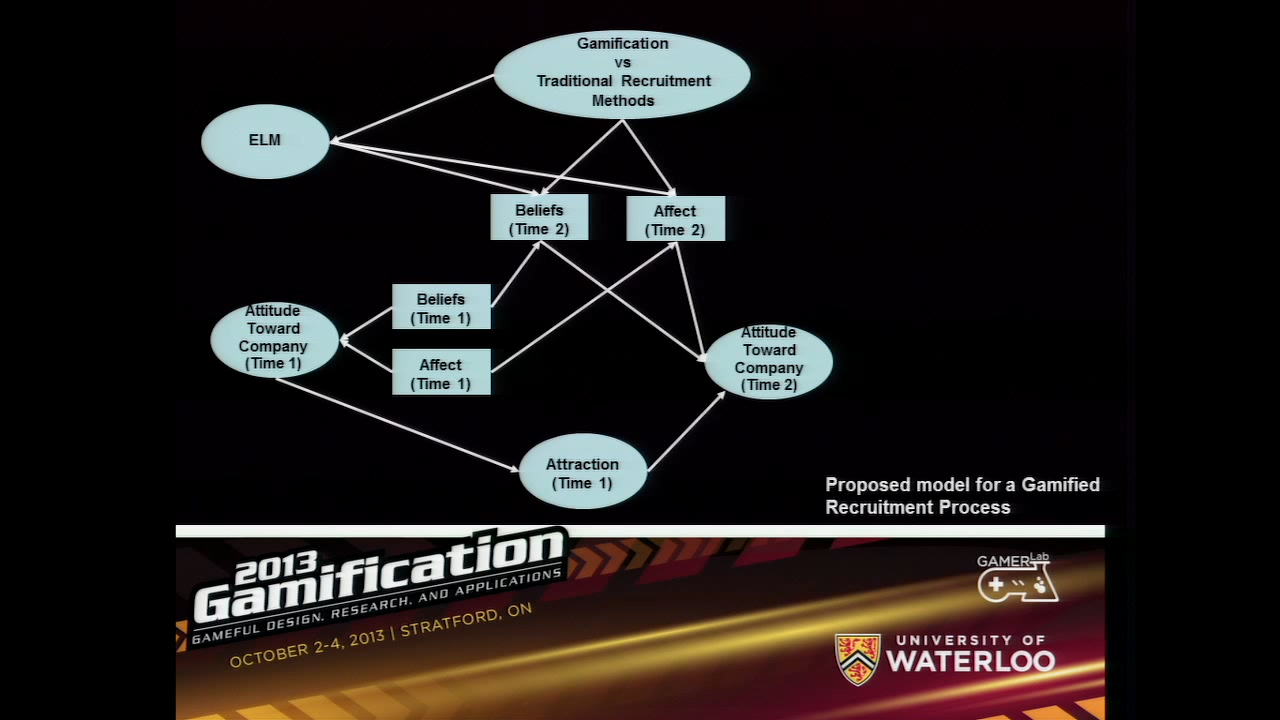 Gamification
vs
Traditional Recruitment
Methods
ELM
Beliefs
(Time 2)
Affect
(Time 2)
Beliefs
(Time 1)
Attitude
Toward
Company
(Time 1)
Affect
(Time 1)
Attitude
Toward
Company
(Time 2)
Attraction
(Time 1)
Proposed model for a Gamified
Recruitment Process
2013
Gamification
GAMEFUL DESIGN, RESEARCH, AND APPLICATIONS
OCTOBER 2-4, 2013 | STRATFORD, ON
GAMER Lab
UNIVERSITY OF
WATERLOO